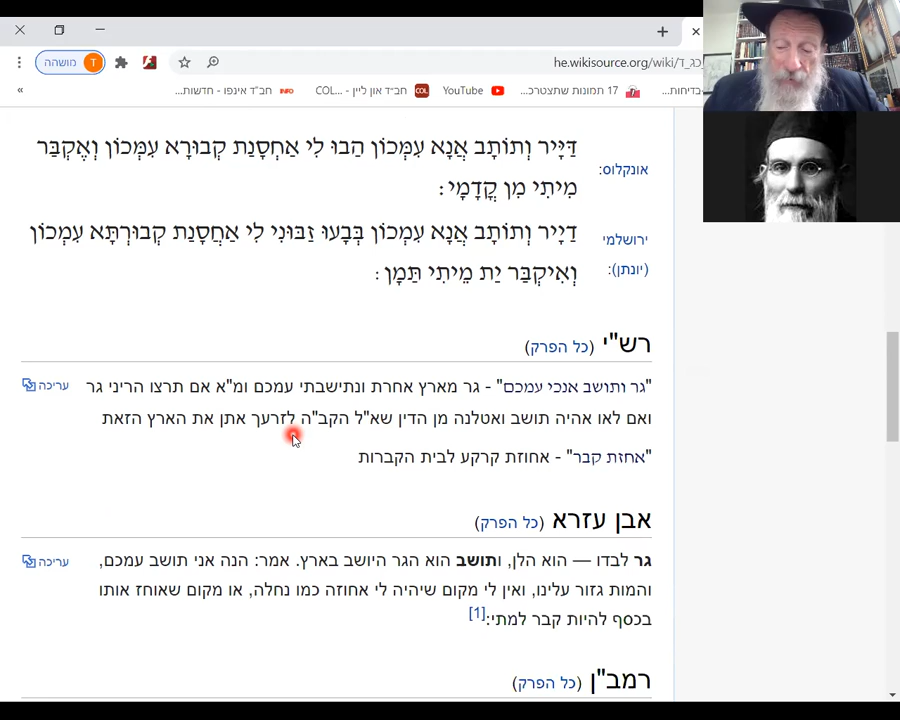 מושהה
he.wikisource.org/wiki/כג_ד
בדיחות...
17 תמונות שתצטרכ...
YouTube
חב״ד און ליין - COL...
COL
חב״ד אינפו - חדשות...
INFO
»
אונקלוס:
דַּיָּיר וְתוֹתָב אֲנָא עִמְּכוֹן הַבוּ לִי אַחְסָנַת קְבוּרָא עִמְּכוֹן וְאֶקְבַּר
מִיתִי מִן קֳדָמָי׃
ירושלמי
(יונתן):
דַיָּיר וְתוֹתַב אֲנָא עִמְכוֹן בְּבָעוּ זַבּוּנִי לִי אַחֲסָנַת קְבוּרְתָּא עִמְכוֹן
וְאִיקְבַּר יַת מֵיתִי תַּמָן׃
רש"י (כל הפרק)
עריכה
"גר ותושב אנכי עמכם" - גר מארץ אחרת ונתישבתי עמכם ומ"א אם תרצו הריני גר
ואם לאו אהיה תושב ואטלנה מן הדין שא"ל הקב"ה לזרעך אתן את הארץ הזאת
"אחזת קבר" - אחוזת קרקע לבית הקברות
אבן עזרא (כל הפרק)
עריכה
גר לבדו — הוא הלן, ותושב הוא הגר היושב בארץ. אמר: הנה אני תושב עמכם,
והמות גזור עלינו, ואין לי מקום שיהיה לי אחוזה כמו נחלה, או מקום שאוחז אותו
בכסף להיות קבר למתי:[1]
רמב"ן (כל הפרק)